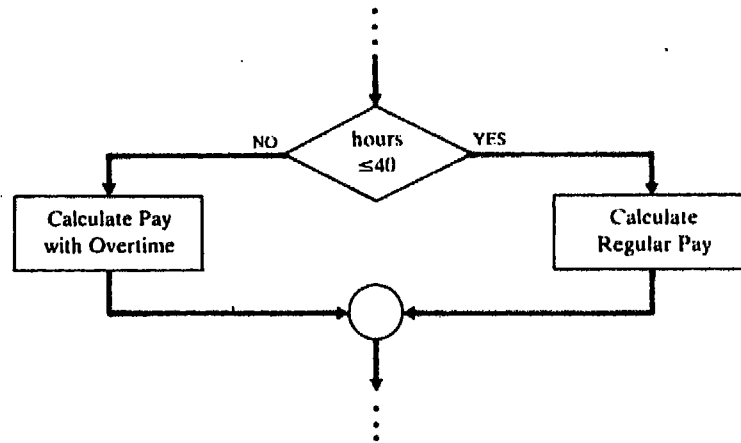 NO
hours
≤40
YES
Calculate Pay
with Overtime
Calculate
Regular Pay